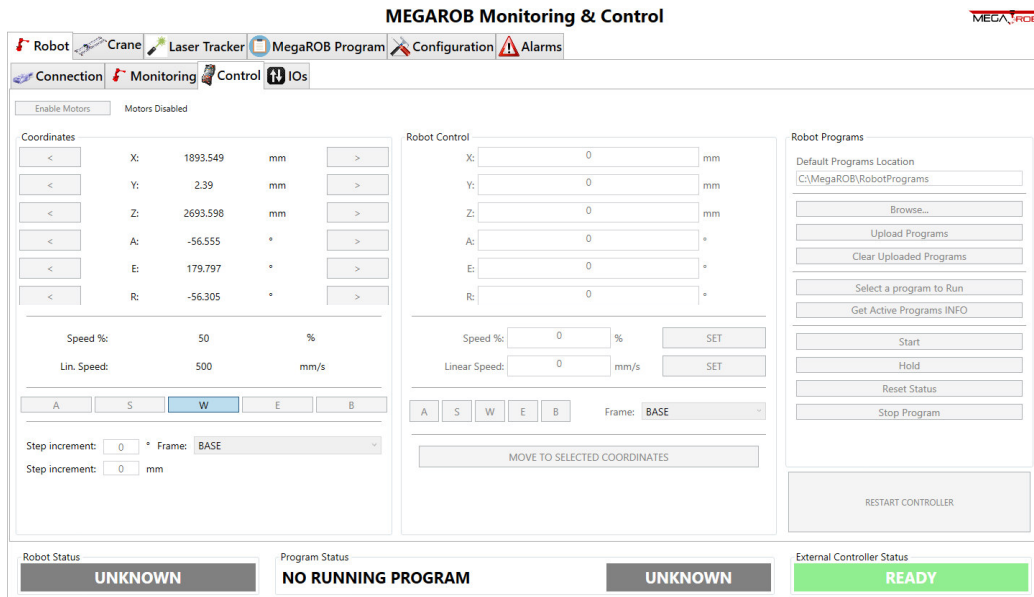 MEGAROB Monitoring & Control
MEGA ROB
Robot Crane Laser Tracker MegaROB Program Configuration Alarms
Connection Monitoring Control IOs
Enable Motors Motors Disabled
Coordinates
< X: 1893.549 mm >
< Y: 2.39 mm >
< Z: 2693.598 mm >
< A: -56.555 ° >
< E: 179.797 ° >
< R: -56.305 ° >
Speed %: 50 %
Lin. Speed: 500 mm/s
A S W E B
Step increment: 0 ° Frame: BASE
Step increment: 0 mm
Robot Control
X: 0 mm
Y: 0 mm
Z: 0 mm
A: 0 °
E: 0 °
R: 0 °
Speed %: 0 % SET
Linear Speed: 0 mm/s SET
A S W E B Frame: BASE
MOVE TO SELECTED COORDINATES
Robot Programs
Default Programs Location
C:\MegaROB\RobotPrograms
Browse...
Upload Programs
Clear Uploaded Programs
Select a program to Run
Get Active Programs INFO
Start
Hold
Reset Status
Stop Program
RESTART CONTROLLER
Robot Status
UNKNOWN
Program Status
NO RUNNING PROGRAM UNKNOWN
External Controller Status
READY